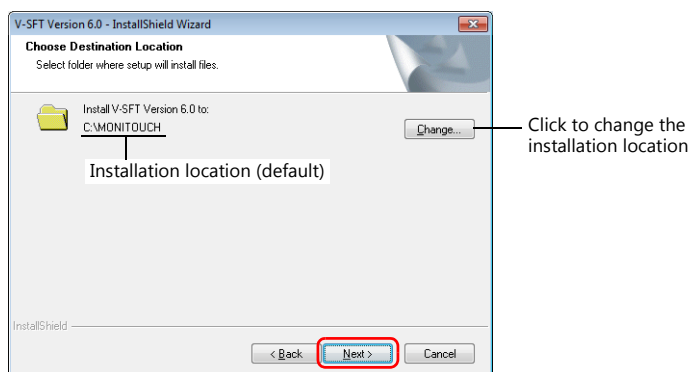 V-SFT Version 6.0 - InstallShield Wizard
Choose Destination Location
Select folder where setup will install files.
Install V-SFT Version 6.0 to:
C:\MONITOUCH
Change...
Click to change the
installation location
Installation location (default)
InstallShield
< Back
Next >
Cancel